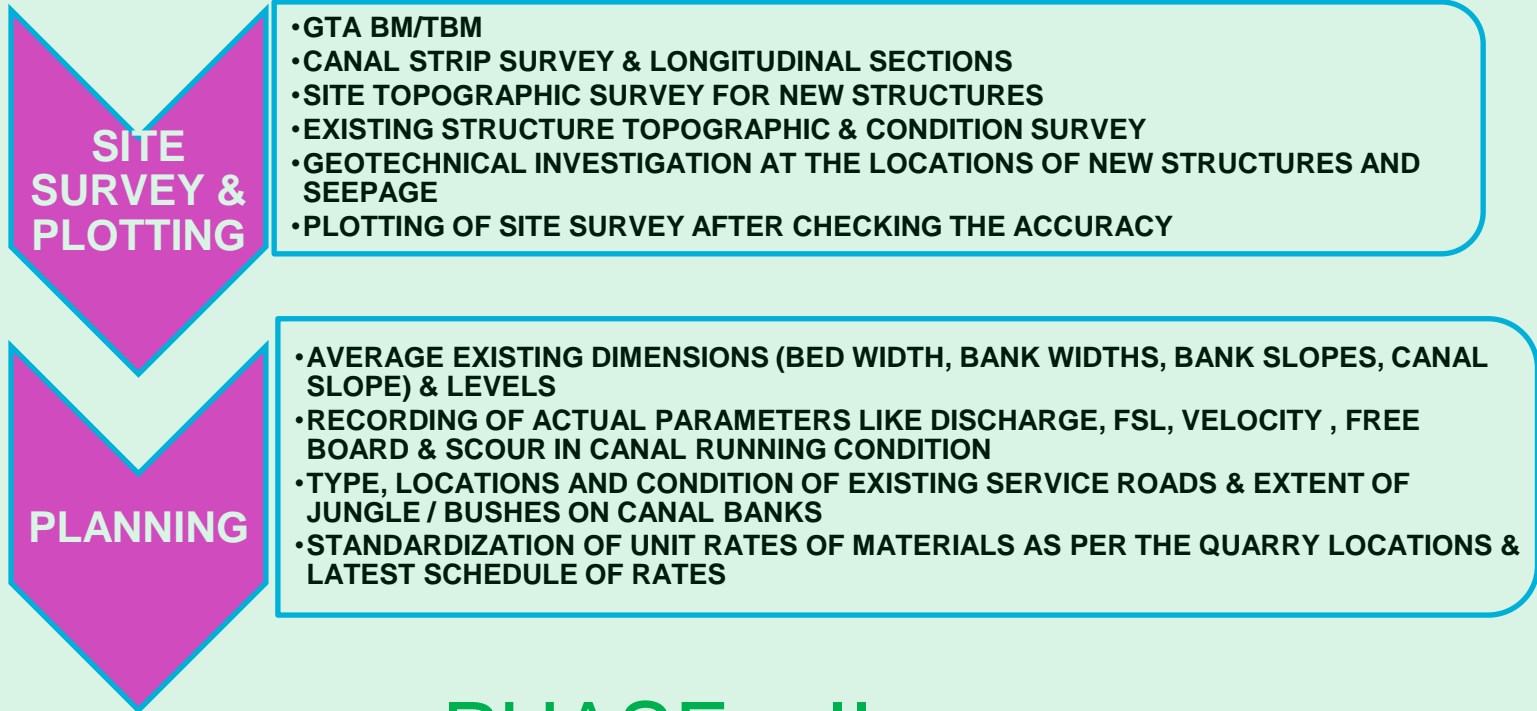 SITE
SURVEY &
PLOTTING
•GTA BM/TBM
•CANAL STRIP SURVEY & LONGITUDINAL SECTIONS
•SITE TOPOGRAPHIC SURVEY FOR NEW STRUCTURES
•EXISTING STRUCTURE TOPOGRAPHIC & CONDITION SURVEY
•GEOTECHNICAL INVESTIGATION AT THE LOCATIONS OF NEW STRUCTURES AND
SEEPAGE
•PLOTTING OF SITE SURVEY AFTER CHECKING THE ACCURACY
PLANNING
•AVERAGE EXISTING DIMENSIONS (BED WIDTH, BANK WIDTHS, BANK SLOPES, CANAL
SLOPE) & LEVELS
•RECORDING OF ACTUAL PARAMETERS LIKE DISCHARGE, FSL, VELOCITY , FREE
BOARD & SCOUR IN CANAL RUNNING CONDITION
•TYPE, LOCATIONS AND CONDITION OF EXISTING SERVICE ROADS & EXTENT OF
JUNGLE / BUSHES ON CANAL BANKS
•STANDARDIZATION OF UNIT RATES OF MATERIALS AS PER THE QUARRY LOCATIONS &
LATEST SCHEDULE OF RATES